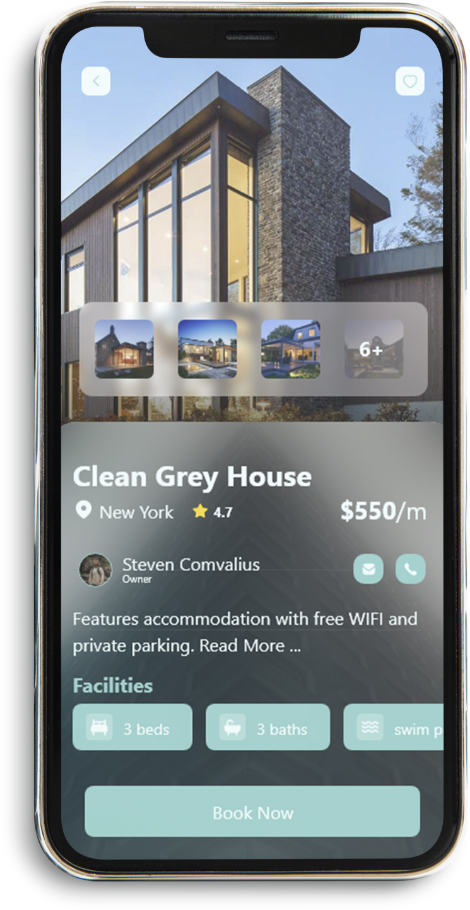 6+
Clean Grey House
New York 4.7 $550/m
Steven Comvalius
Owner
Features accommodation with free WIFI and
private parking. Read More ...
Facilities
3 beds 3 baths swim p
Book Now